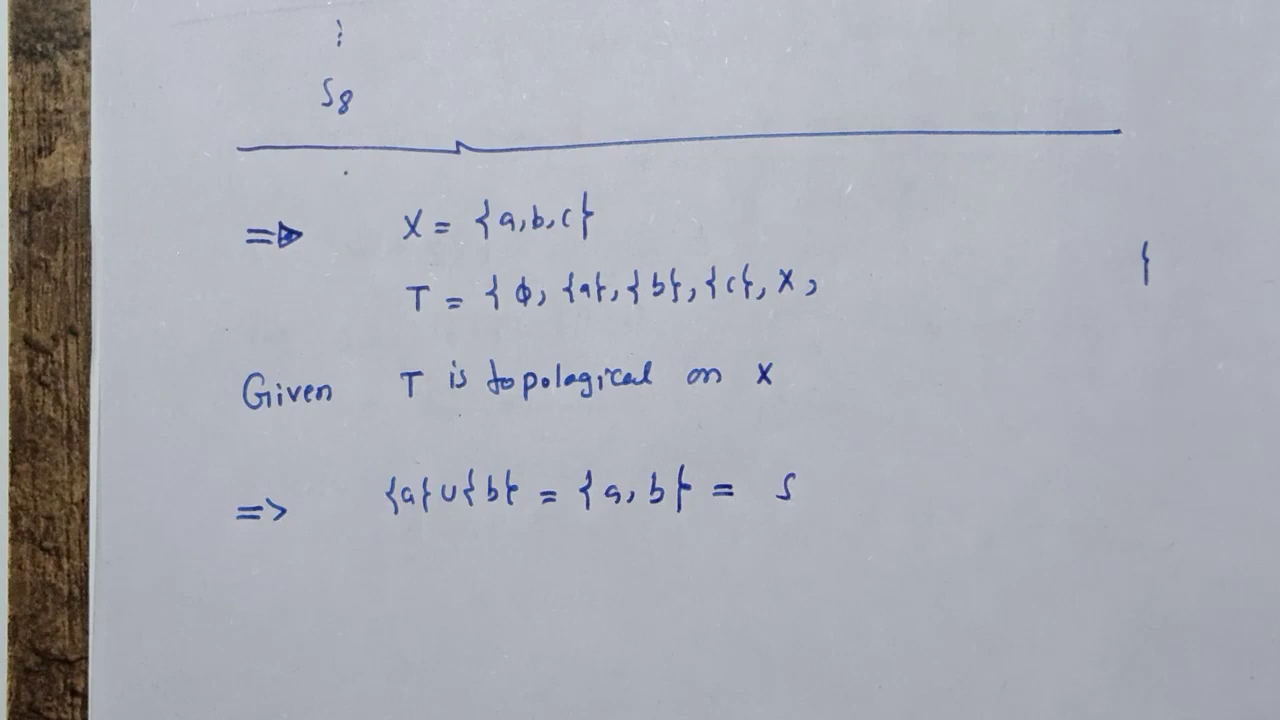 ⋮
S8
=> X = {a,b,c}
T = {ϕ, {a}, {b}, {c}, X, }
Given T is topological on X
=> {a}∪{b} = {a, b} = S